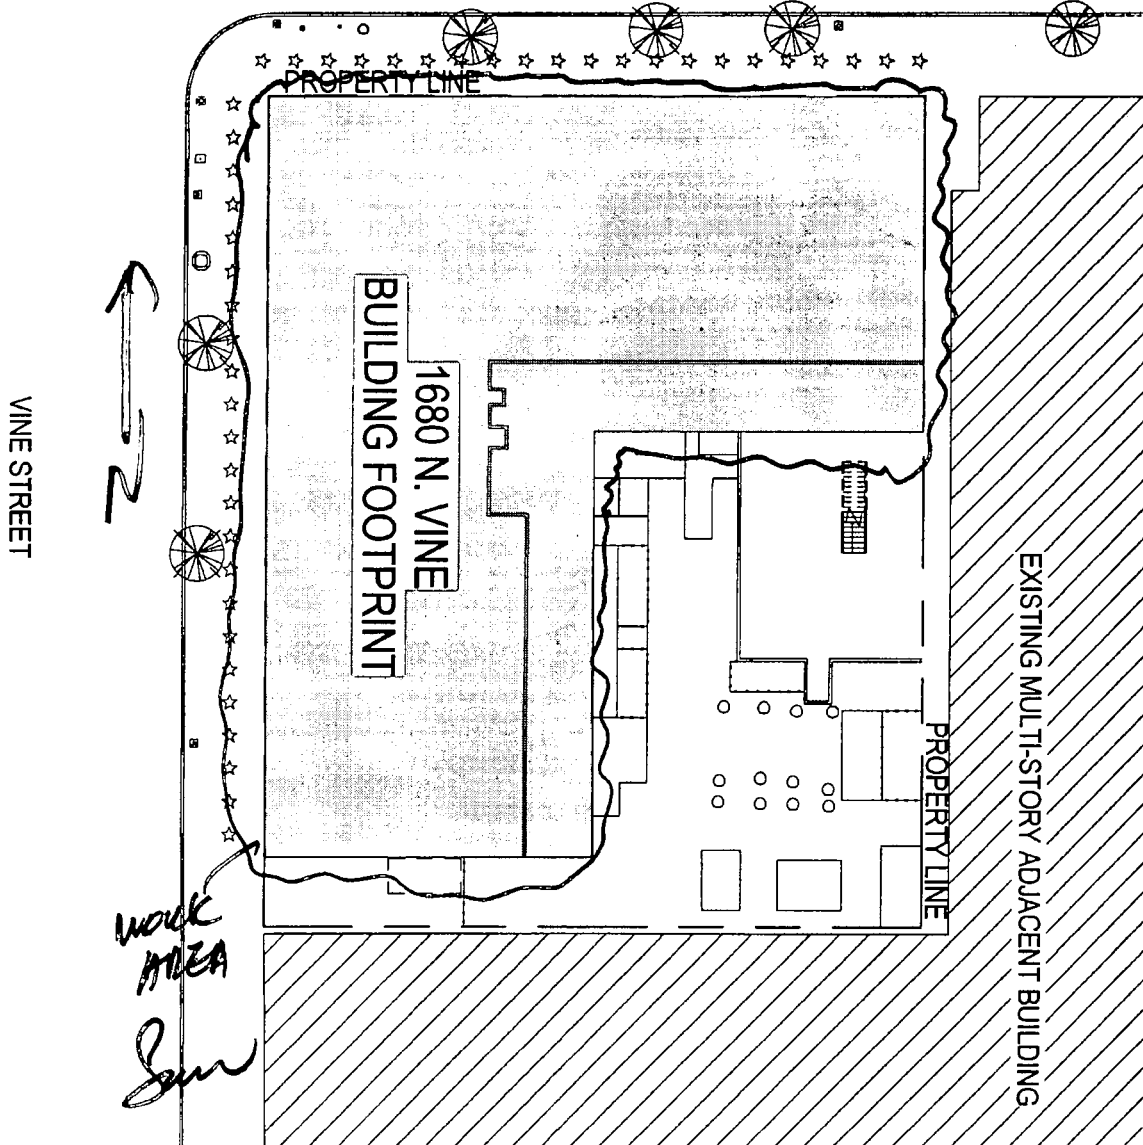 PROPERTY LINE
1680 N. VINE
BUILDING FOOTPRINT
VINE STREET
N
EXISTING MULTI-STORY ADJACENT BUILDING
PROPERTY LINE
WORK
AREA